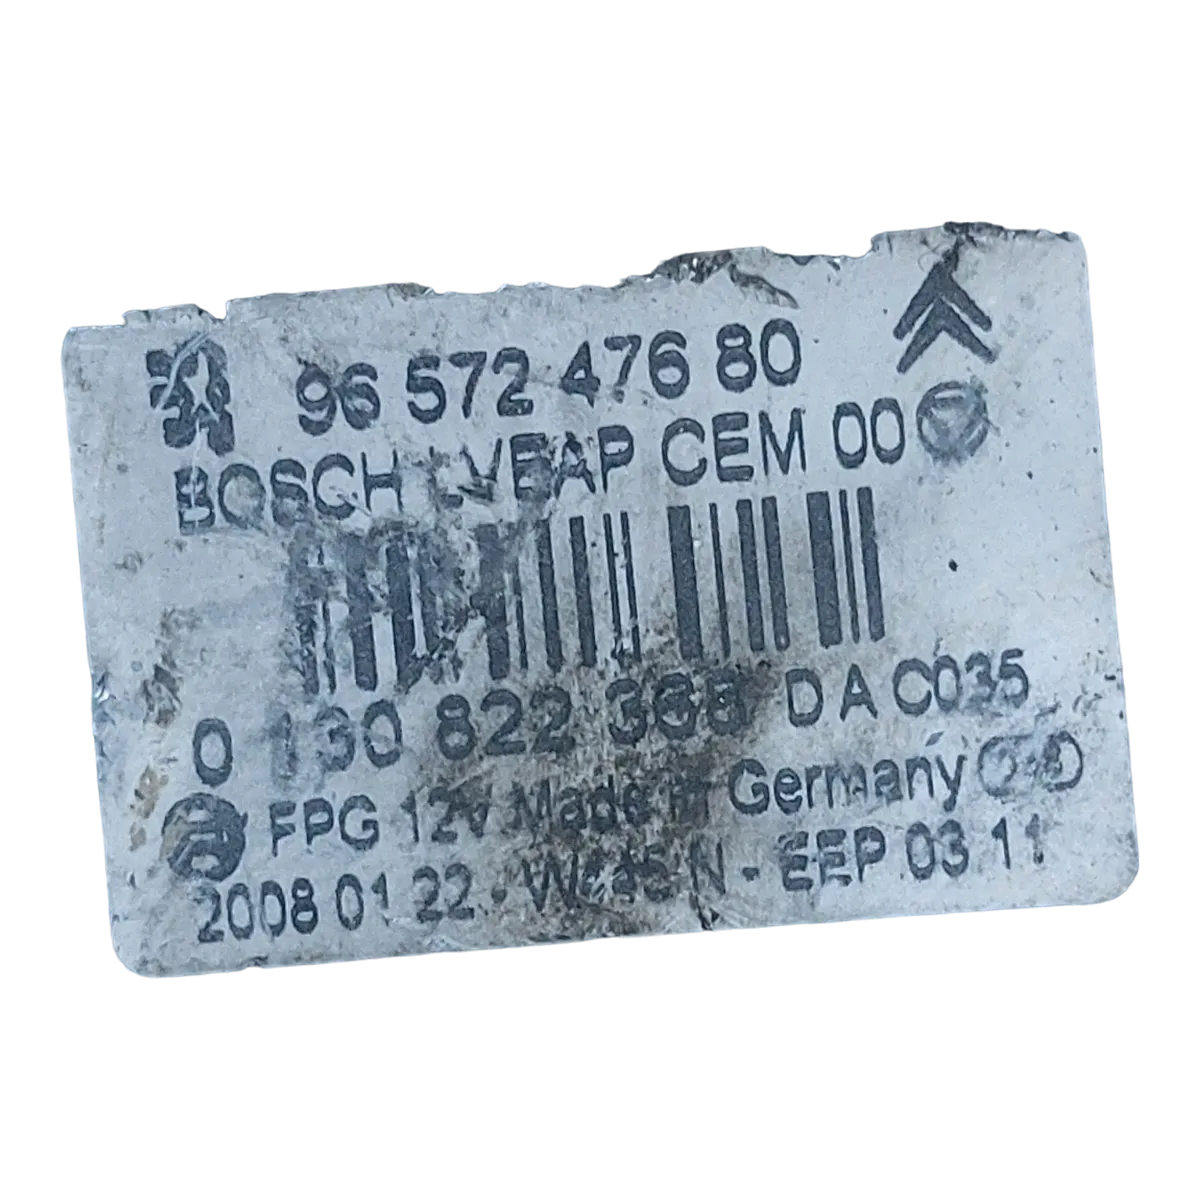 96 572 476 80
BOSCH LVEAP CEM 00
0 130 822 DA C035
FPG 12v Made in Germany
2008 01 22 - N - EEP 03 11